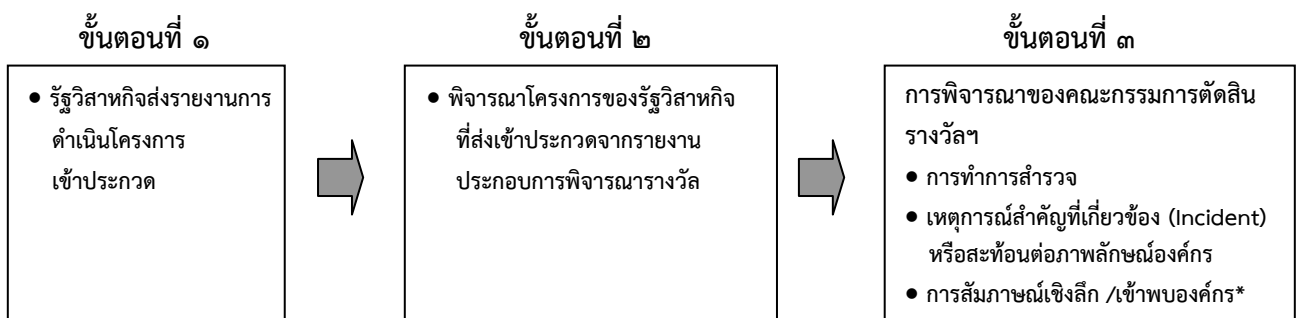 ขั้นตอนที่ ๑
● รัฐวิสาหกิจส่งรายงานการ
ดำเนินโครงการ
เข้าประกวด
ขั้นตอนที่ ๒
● พิจารณาโครงการของรัฐวิสาหกิจ
ที่ส่งเข้าประกวดจากรายงาน
ประกอบการพิจารณารางวัล
ขั้นตอนที่ ๓
การพิจารณาของคณะกรรมการตัดสิน
รางวัลฯ
● การทำการสำรวจ
● เหตุการณ์สำคัญที่เกี่ยวข้อง (Incident)
หรือสะท้อนต่อภาพลักษณ์องค์กร
● การสัมภาษณ์เชิงลึก /เข้าพบองค์กร*